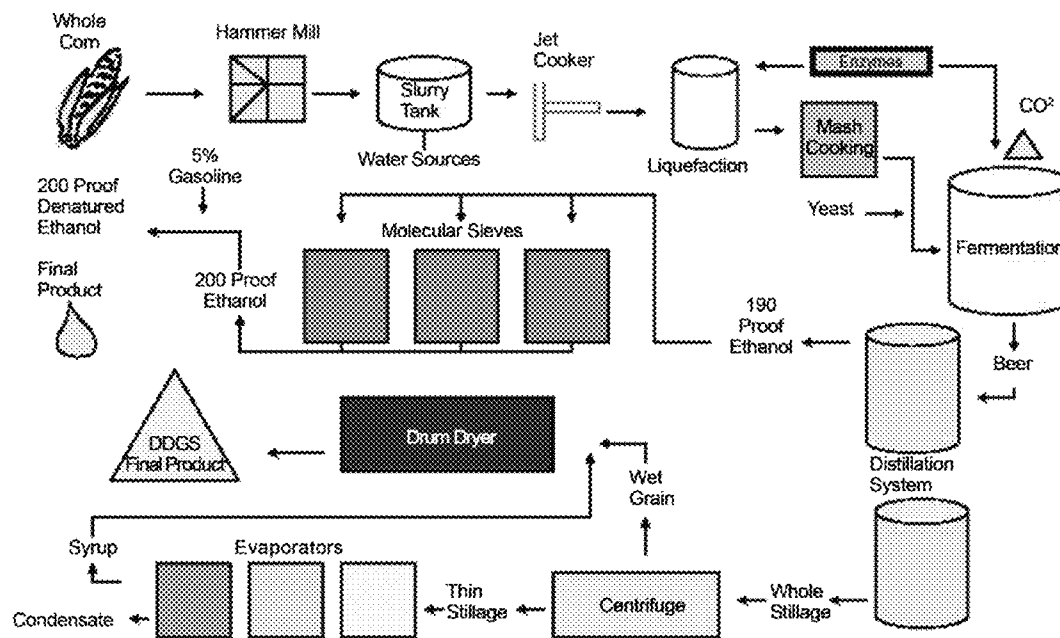 Whole
Corn
Hammer Mill
Slurry
Tank
Water Sources
Jet
Cooker
Liquefaction
Enzymes
Mash
Cooking
CO²
Yeast
Fermentation
5%
Gasoline
200 Proof
Denatured
Ethanol
Final
Product
200 Proof
Ethanol
Molecular Sieves
190
Proof
Ethanol
Beer
Distillation
System
DDGS
Final Product
Drum Dryer
Wet
Grain
Syrup
Evaporators
Condensate
Thin
Stillage
Centrifuge
Whole
Stillage